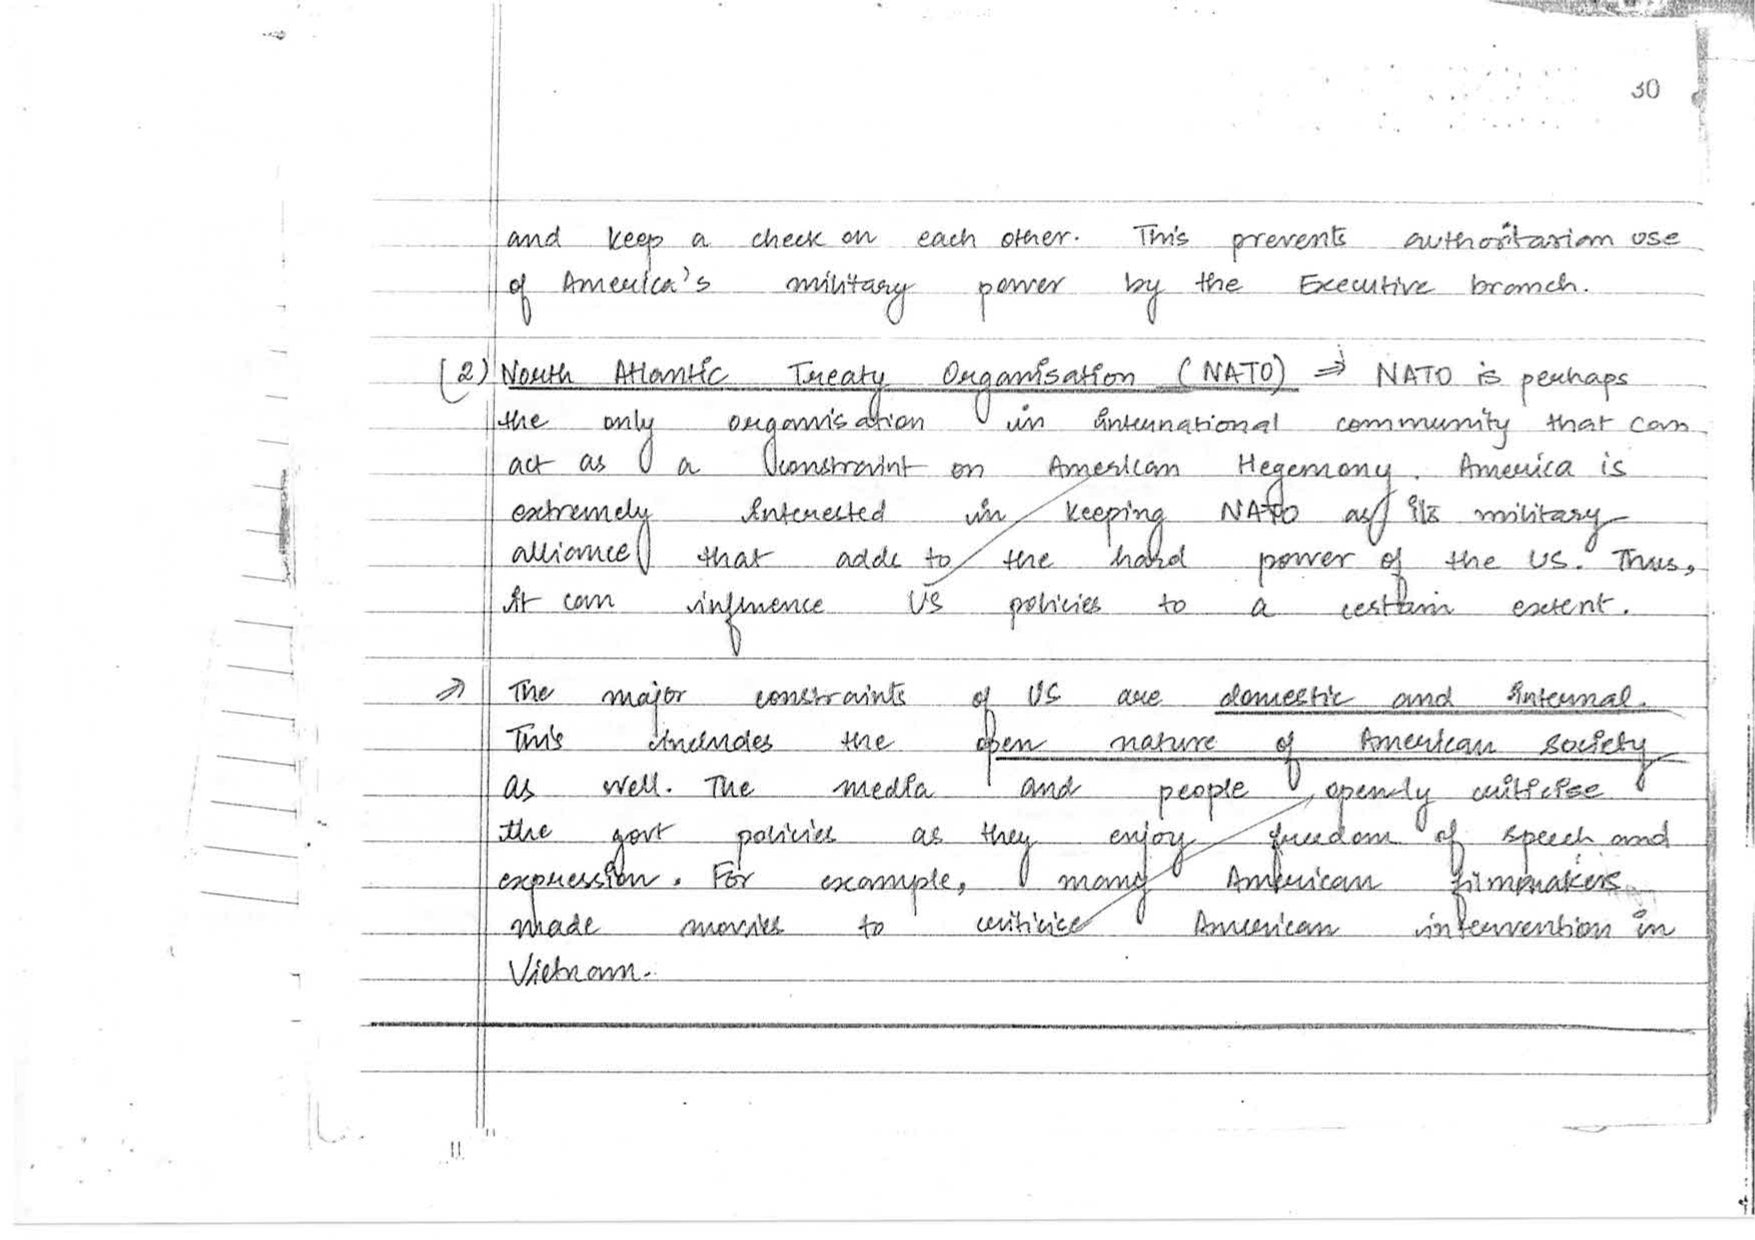 30
and keep a check on each other. This prevents authoritarian use
of America's military power by the Executive branch.
(2) North Atlantic Treaty Organisation (NATO) ⇒ NATO is perhaps
the only organisation in international community that can
act as a constraint on American Hegemony. America is
extremely interested in keeping NATO as its military
alliance that adds to the hard power of the US. Thus,
it can influence US policies to a certain extent.
⇒ The major constraints of US are domestic and internal.
This includes the open nature of American society
as well. The media and people openly criticise
the govt policies as they enjoy freedom of speech and
expression. For example, many American filmmakers
made movies to criticice American intervention in
Vietnam.